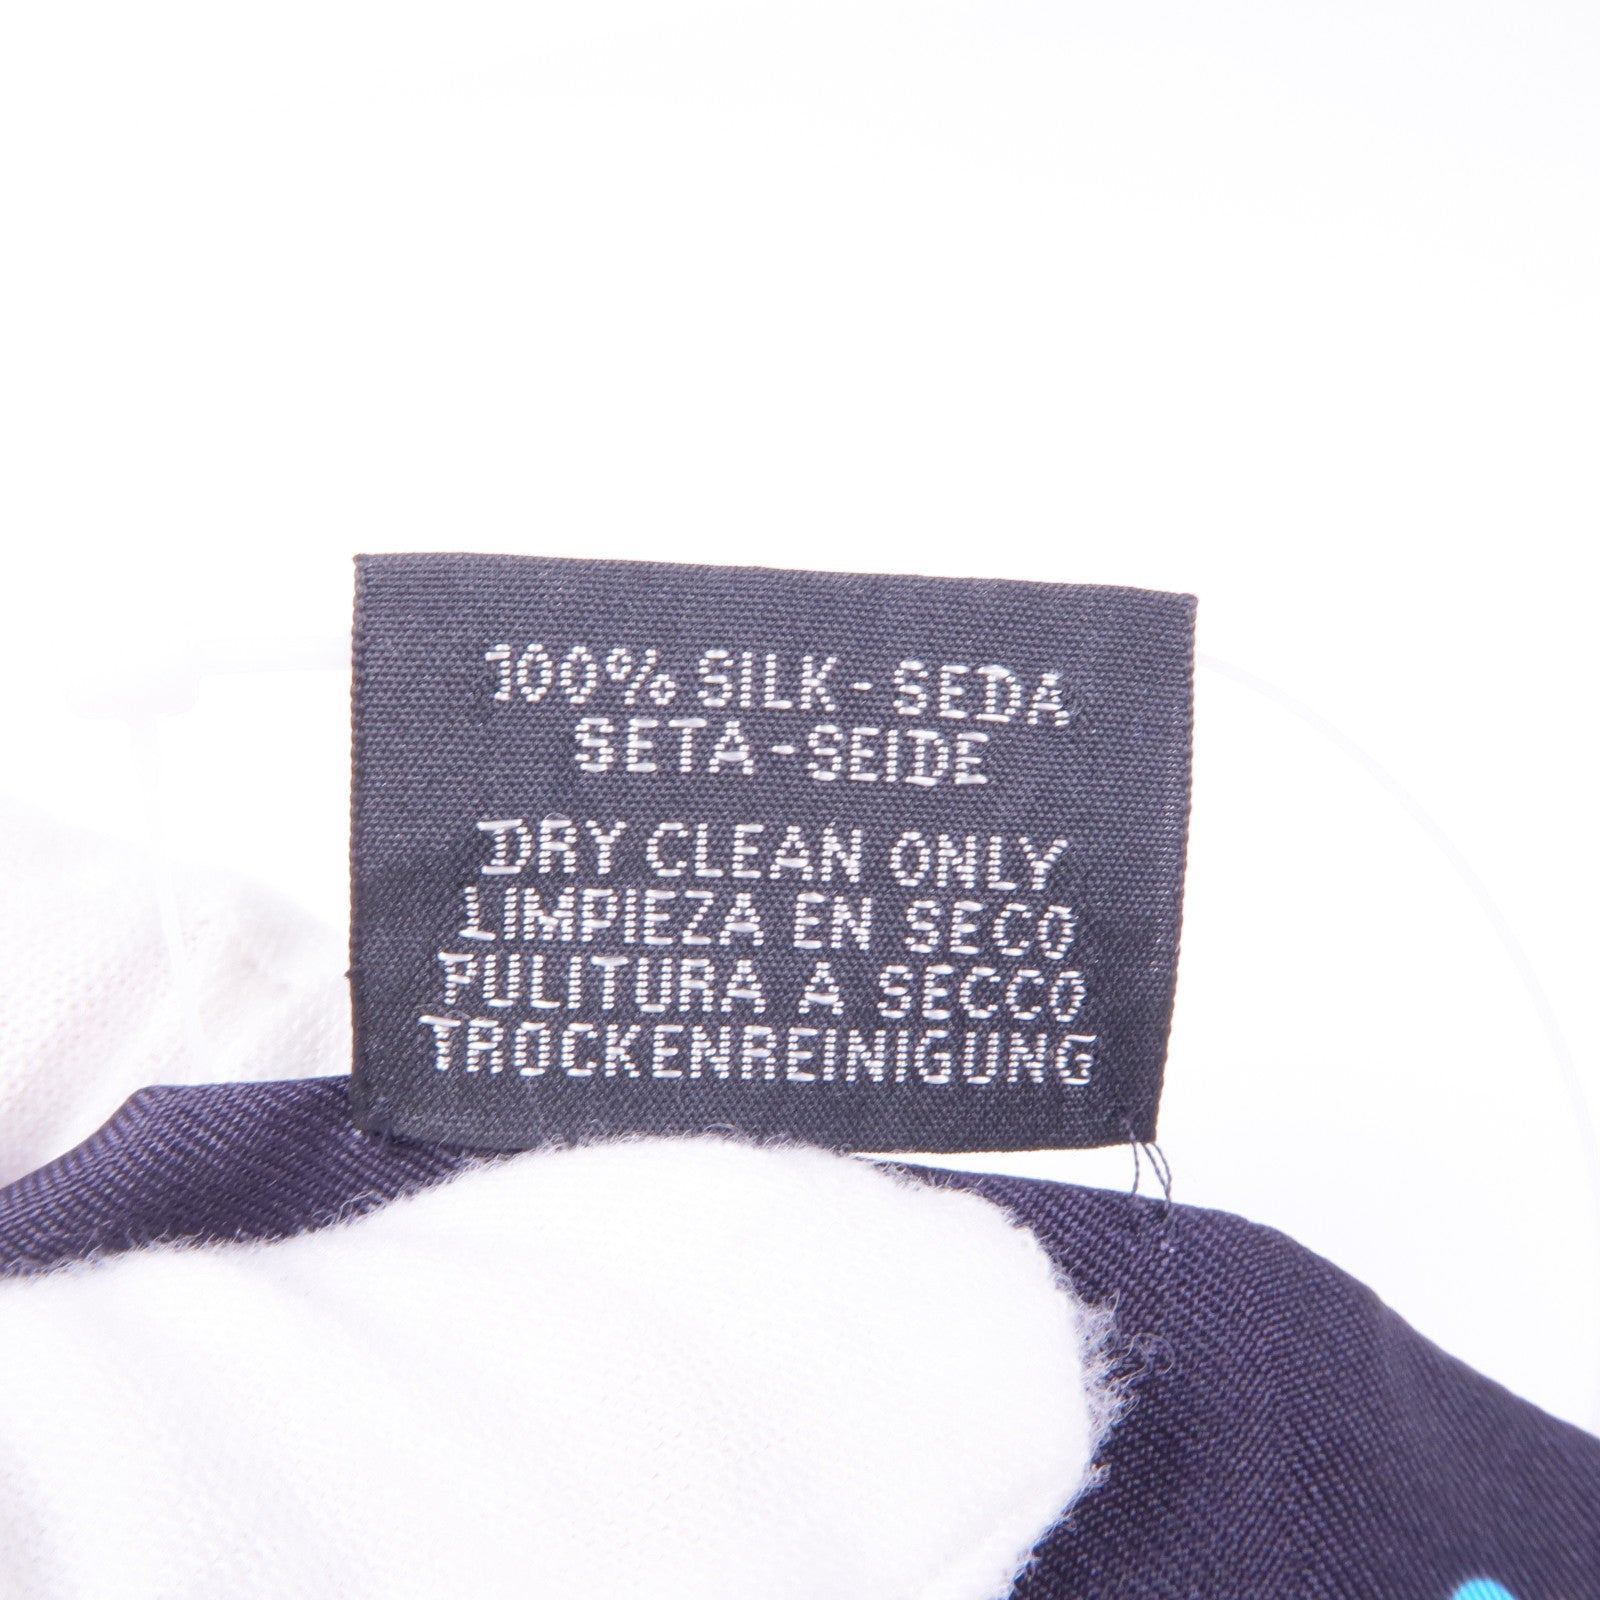 100% SILK - SEDA
SETA - SEIDE
DRY CLEAN ONLY
LIMPIEZA EN SECO
PULITURA A SECCO
TROCKENREINIGUNG